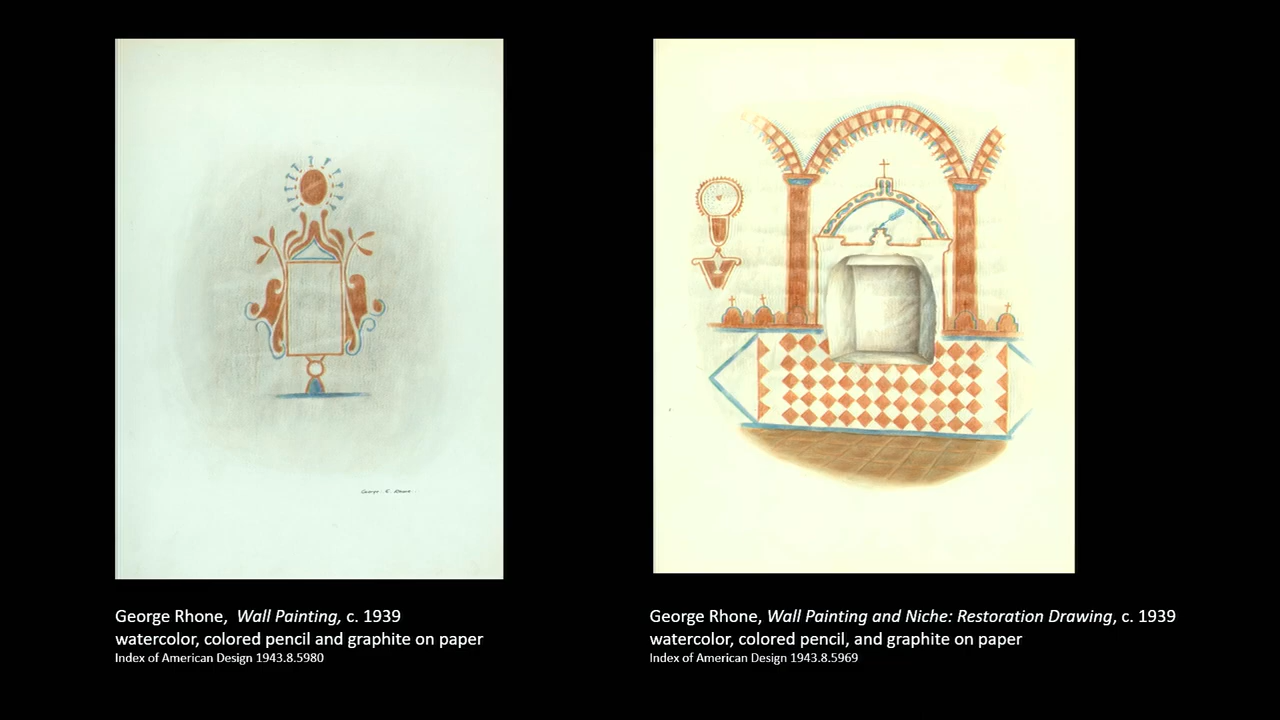 George E. Rhone
George Rhone, Wall Painting, c. 1939
watercolor, colored pencil and graphite on paper
Index of American Design 1943.8.5980
George Rhone, Wall Painting and Niche: Restoration Drawing, c. 1939
watercolor, colored pencil, and graphite on paper
Index of American Design 1943.8.5969